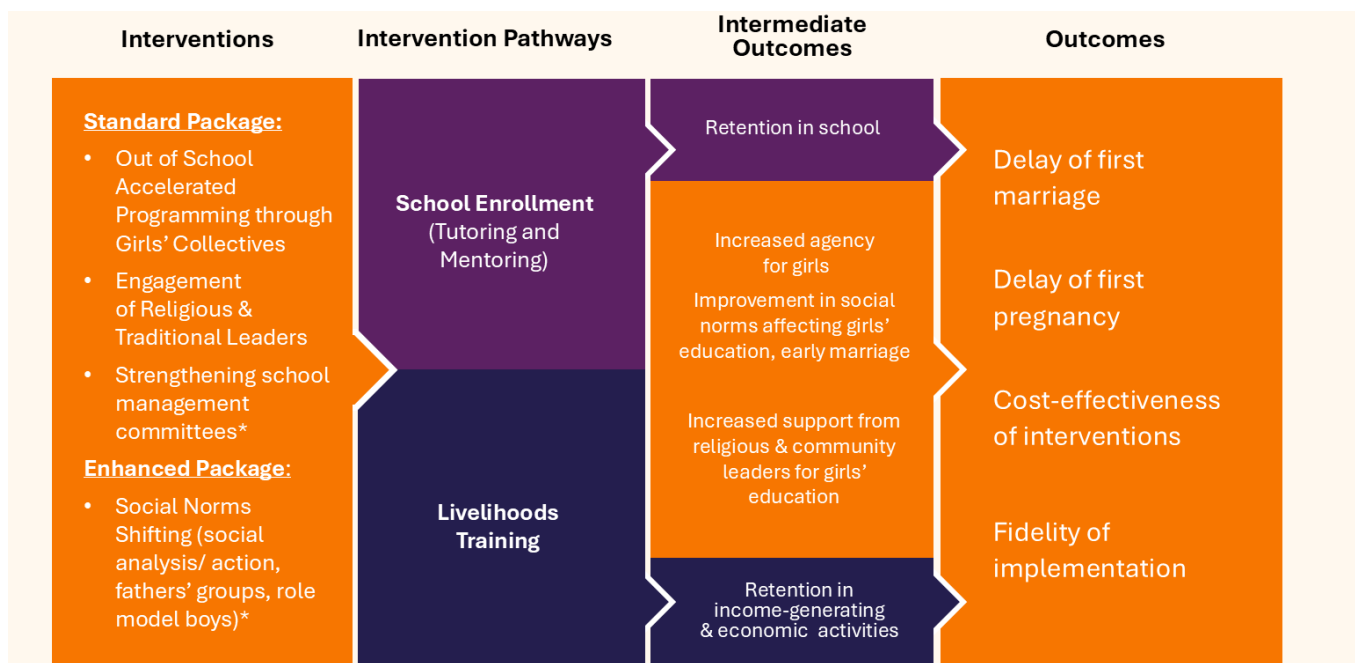 Interventions
Intervention Pathways
Intermediate
Outcomes
Outcomes
Standard Package:
• Out of School
Accelerated
Programming through
Girls’ Collectives
• Engagement
of Religious &
Traditional Leaders
• Strengthening school
management
committees*
Enhanced Package:
• Social Norms
Shifting (social
analysis/ action,
fathers’ groups, role
model boys)*
School Enrollment
(Tutoring and
Mentoring)
Livelihoods
Training
Retention in school
Increased agency
for girls
Improvement in social
norms affecting girls’
education, early marriage
Increased support from
religious & community
leaders for girls’
education
Retention in
income-generating
& economic activities
Delay of first
marriage
Delay of first
pregnancy
Cost-effectiveness
of interventions
Fidelity of
implementation